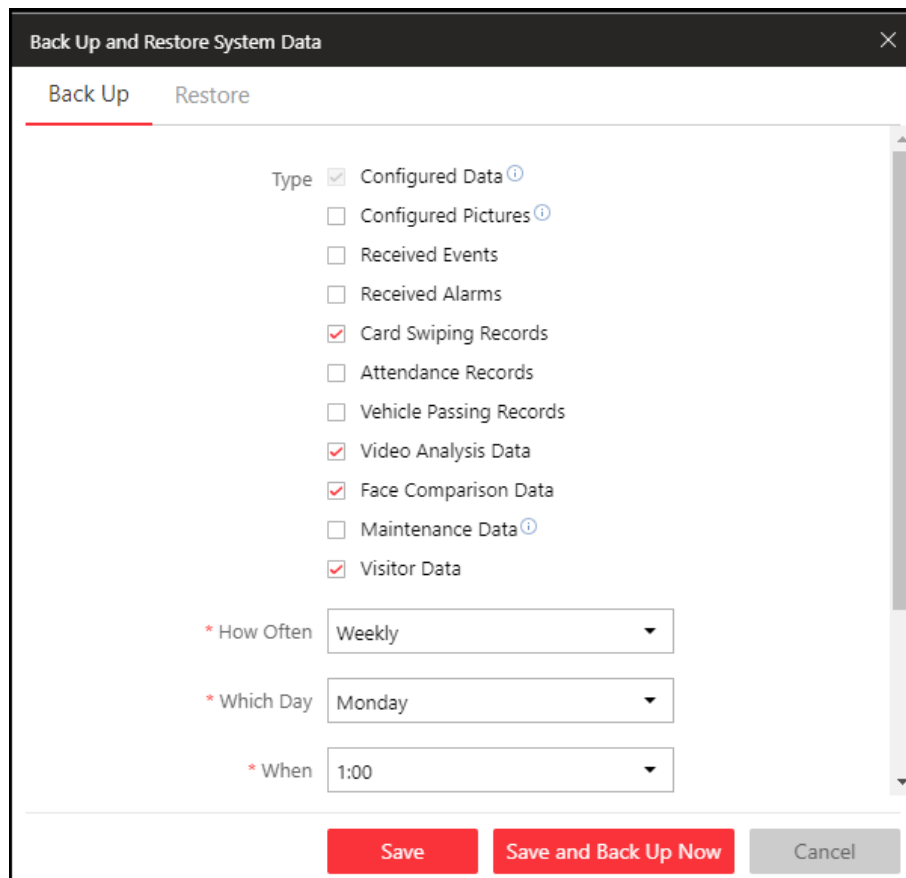 Back Up and Restore System Data
Back Up Restore
Type Configured Data
Configured Pictures
Received Events
Received Alarms
Card Swiping Records
Attendance Records
Vehicle Passing Records
Video Analysis Data
Face Comparison Data
Maintenance Data
Visitor Data
* How Often Weekly
* Which Day Monday
* When 1:00
Save Save and Back Up Now Cancel